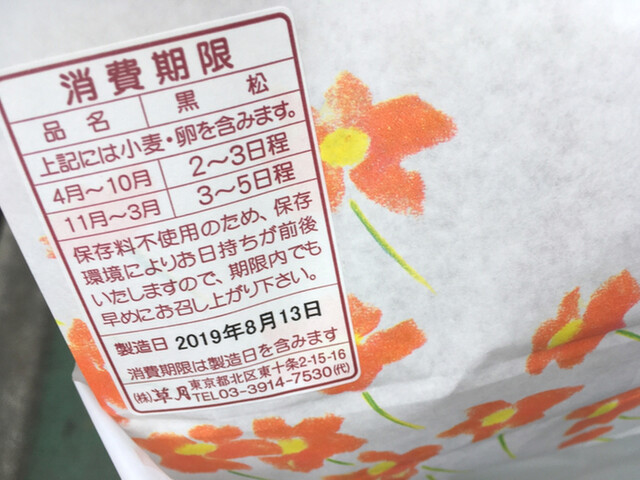 消費期限
品名 黒松
上記には小麦・卵を含みます。
4月～10月 2～3日程
11月～3月 3～5日程
保存料不使用のため、保存
環境によりお日持ちが前後
いたしますので、期限内でも
早めにお召し上がり下さい。
製造日 2019年8月13日
消費期限は製造日を含みます
(株)草月 東京都北区東十条2-15-16
TEL03-3914-7530(代)